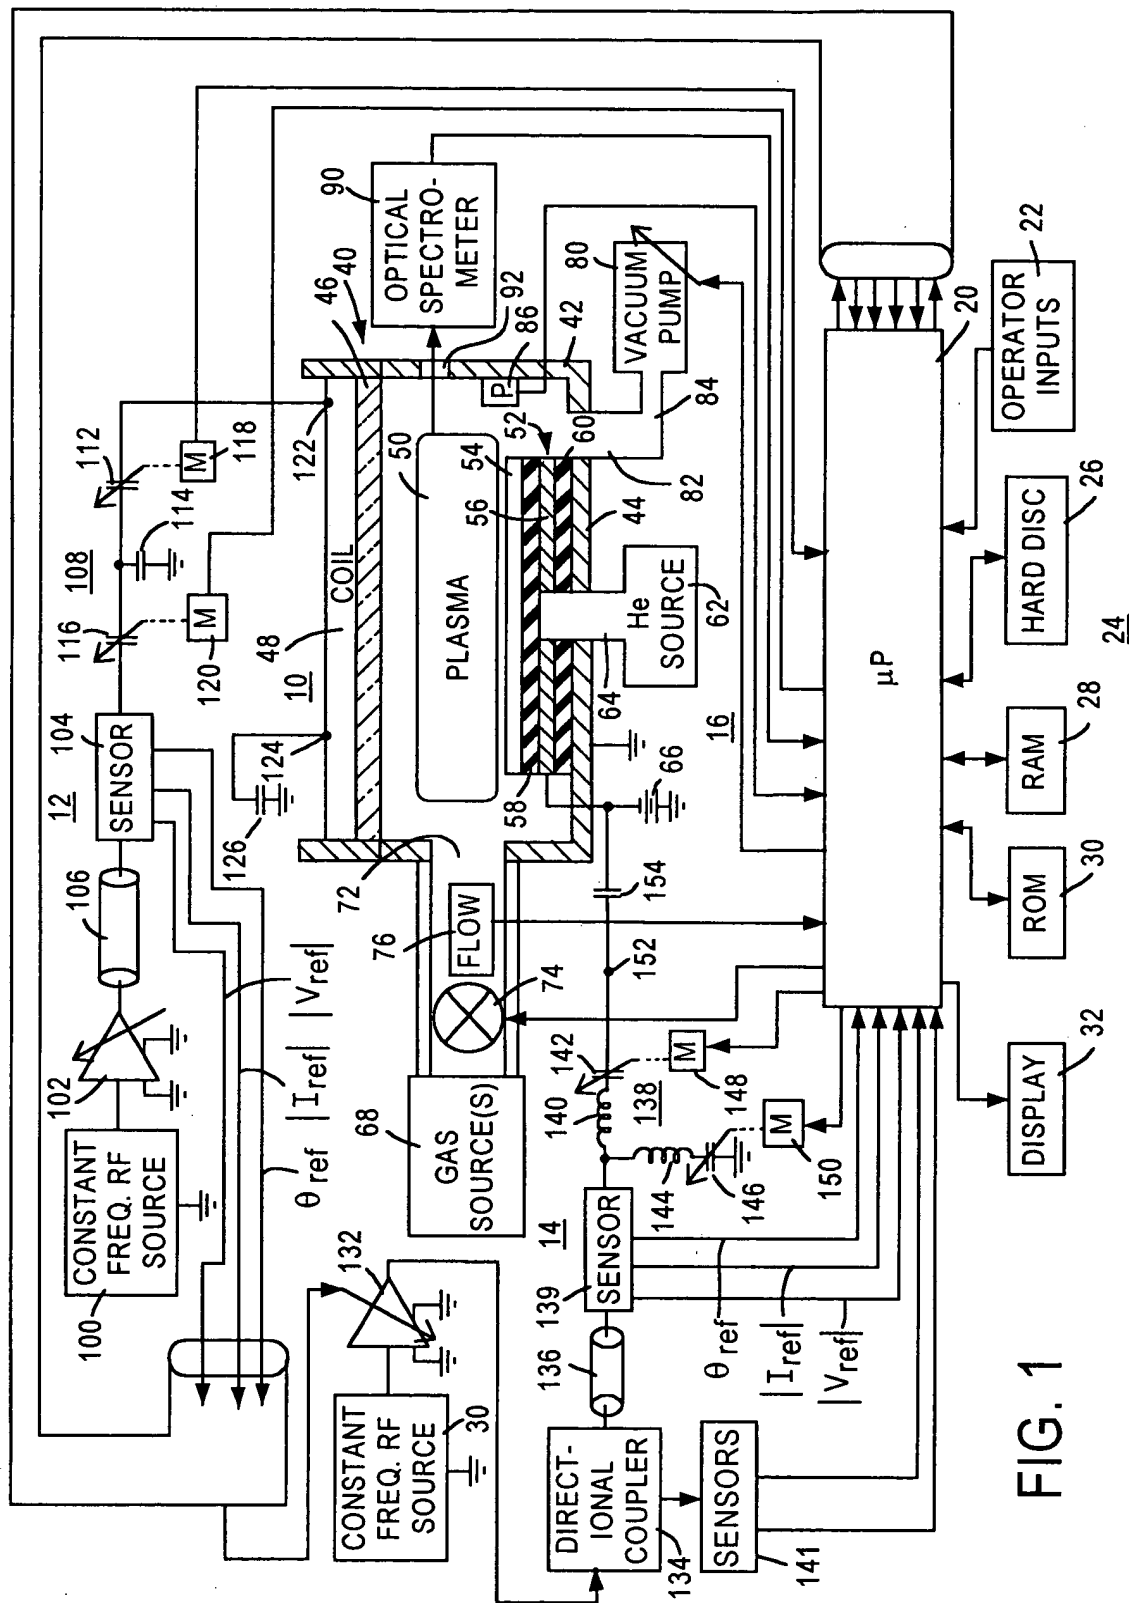 100
CONSTANT
FREQ. RF
SOURCE
102
106
12
104
SENSOR
116
108
114
112
M
120
M
118
θref
|Iref|
|Vref|
126
124
48
10
COIL
122
46
40
90
OPTICAL
SPECTRO-
METER
92
P
86
42
50
PLASMA
72
76
FLOW
74
68
GAS
SOURCE(S)
58
56
54
52
60
44
82
84
80
VACUUM
PUMP
64
He
SOURCE
62
66
16
132
CONSTANT
FREQ. RF
SOURCE
30
14
139
SENSOR
140
142
138
144
146
M
148
M
150
152
154
136
DIRECT-
IONAL
COUPLER
134
SENSORS
141
θref
|Iref|
|Vref|
μP
20
OPERATOR
INPUTS
22
HARD DISC
26
24
RAM
28
ROM
30
DISPLAY
32
FIG. 1